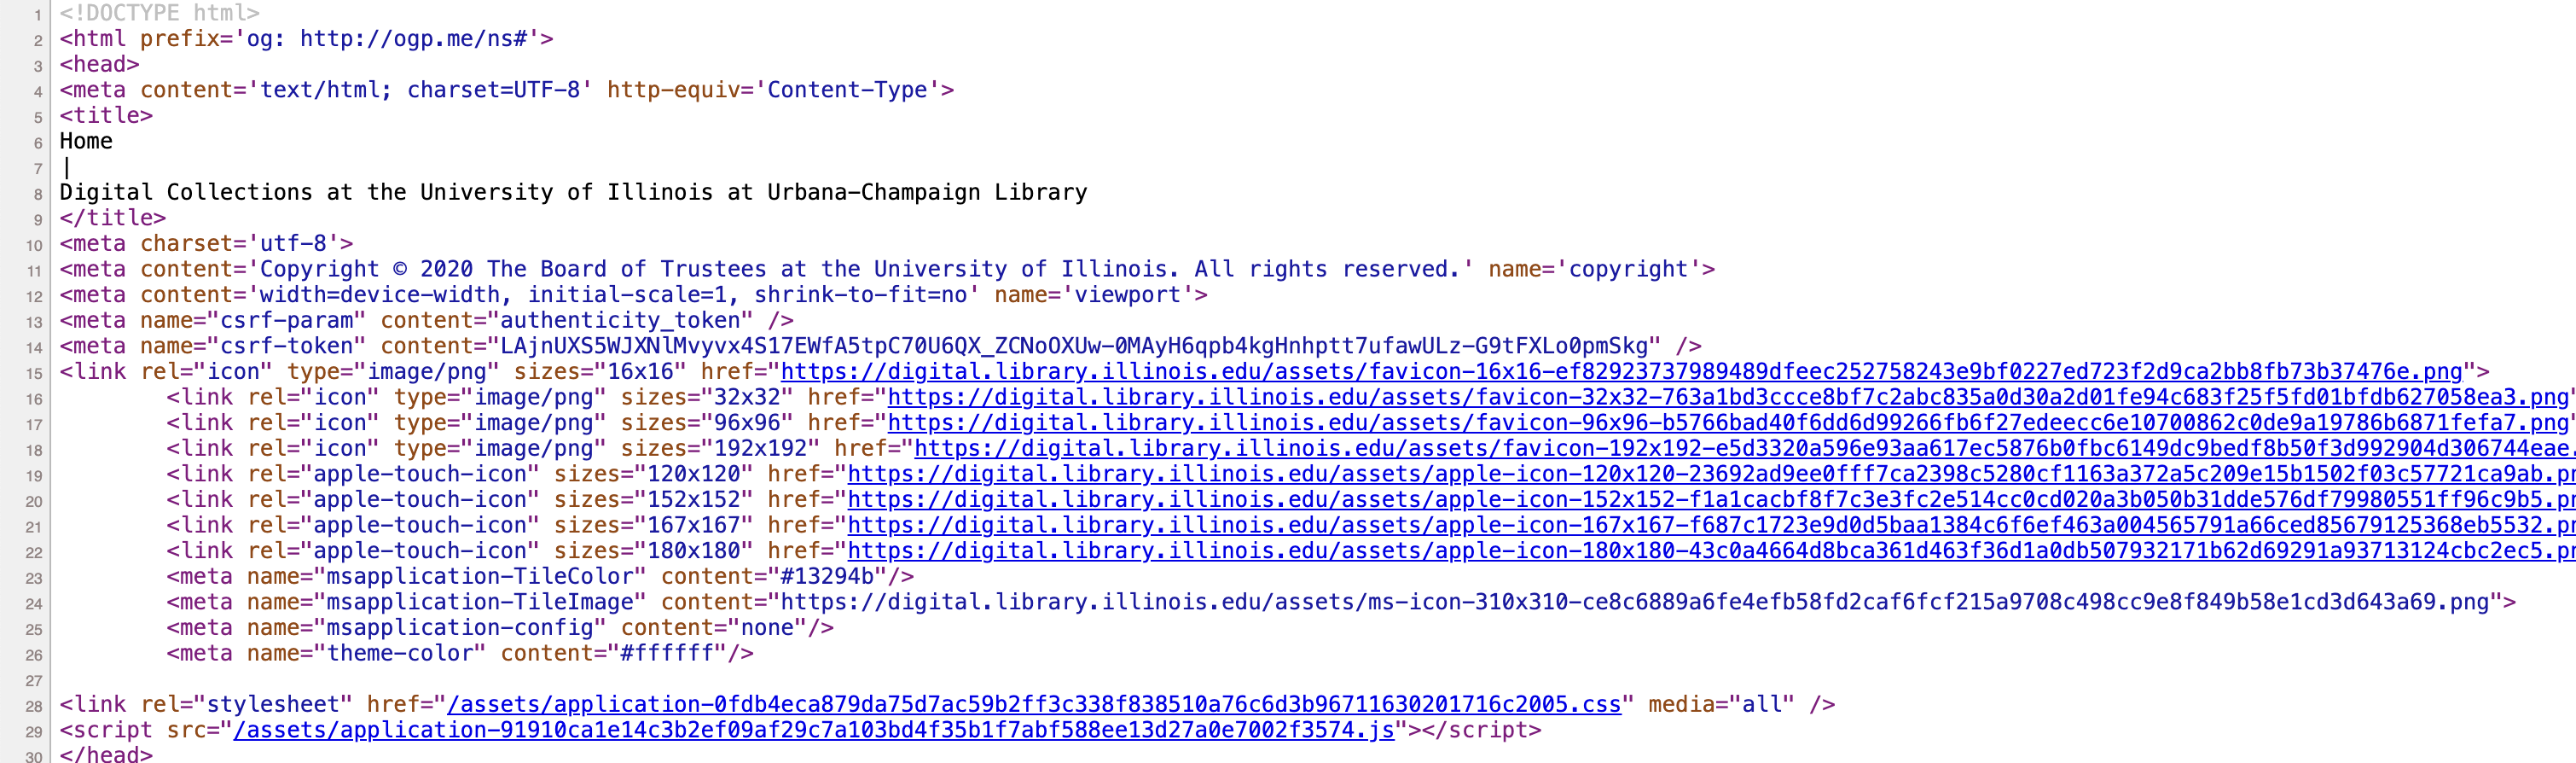 1 <!DOCTYPE html>
2 <html prefix='og: http://ogp.me/ns#'>
3 <head>
4 <meta content='text/html; charset=UTF-8' http-equiv='Content-Type'>
5 <title>
6 Home
7 |
8 Digital Collections at the University of Illinois at Urbana-Champaign Library
9 </title>
10 <meta charset='utf-8'>
11 <meta content='Copyright © 2020 The Board of Trustees at the University of Illinois. All rights reserved.' name='copyright'>
12 <meta content='width=device-width, initial-scale=1, shrink-to-fit=no' name='viewport'>
13 <meta name="csrf-param" content="authenticity_token" />
14 <meta name="csrf-token" content="LAjnUXS5WJXNlMvyvx4S17EWfA5tpC70U6QX_ZCNoOXUw-0MAyH6qpb4kgHnhptt7ufawULz-G9tFXLo0pmSkg" />
15 <link rel="icon" type="image/png" sizes="16x16" href="https://digital.library.illinois.edu/assets/favicon-16x16-ef82923737989489dfeec252758243e9bf0227ed723f2d9ca2bb8fb73b37476e.png">
16 <link rel="icon" type="image/png" sizes="32x32" href="https://digital.library.illinois.edu/assets/favicon-32x32-763a1bd3ccce8bf7c2abc835a0d30a2d01fe94c683f25f5fd01bfdb627058ea3.png"
17 <link rel="icon" type="image/png" sizes="96x96" href="https://digital.library.illinois.edu/assets/favicon-96x96-b5766bad40f6dd6d99266fb6f27edeecc6e10700862c0de9a19786b6871fefa7.png"
18 <link rel="icon" type="image/png" sizes="192x192" href="https://digital.library.illinois.edu/assets/favicon-192x192-e5d3320a596e93aa617ec5876b0fbc6149dc9bedf8b50f3d992904d306744eae.
19 <link rel="apple-touch-icon" sizes="120x120" href="https://digital.library.illinois.edu/assets/apple-icon-120x120-23692ad9ee0fff7ca2398c5280cf1163a372a5c209e15b1502f03c57721ca9ab.pn
20 <link rel="apple-touch-icon" sizes="152x152" href="https://digital.library.illinois.edu/assets/apple-icon-152x152-f1a1cacbf8f7c3e3fc2e514cc0cd020a3b050b31dde576df79980551ff96c9b5.pn
21 <link rel="apple-touch-icon" sizes="167x167" href="https://digital.library.illinois.edu/assets/apple-icon-167x167-f687c1723e9d0d5baa1384c6f6ef463a004565791a66ced85679125368eb5532.pn
22 <link rel="apple-touch-icon" sizes="180x180" href="https://digital.library.illinois.edu/assets/apple-icon-180x180-43c0a4664d8bca361d463f36d1a0db507932171b62d69291a93713124cbc2ec5.pn
23 <meta name="msapplication-TileColor" content="#13294b"/>
24 <meta name="msapplication-TileImage" content="https://digital.library.illinois.edu/assets/ms-icon-310x310-ce8c6889a6fe4efb58fd2caf6fcf215a9708c498cc9e8f849b58e1cd3d643a69.png">
25 <meta name="msapplication-config" content="none"/>
26 <meta name="theme-color" content="#ffffff"/>
27
28 <link rel="stylesheet" href="/assets/application-0fdb4eca879da75d7ac59b2ff3c338f838510a76c6d3b96711630201716c2005.css" media="all" />
29 <script src="/assets/application-91910ca1e14c3b2ef09af29c7a103bd4f35b1f7abf588ee13d27a0e7002f3574.js"></script>
30 </head>